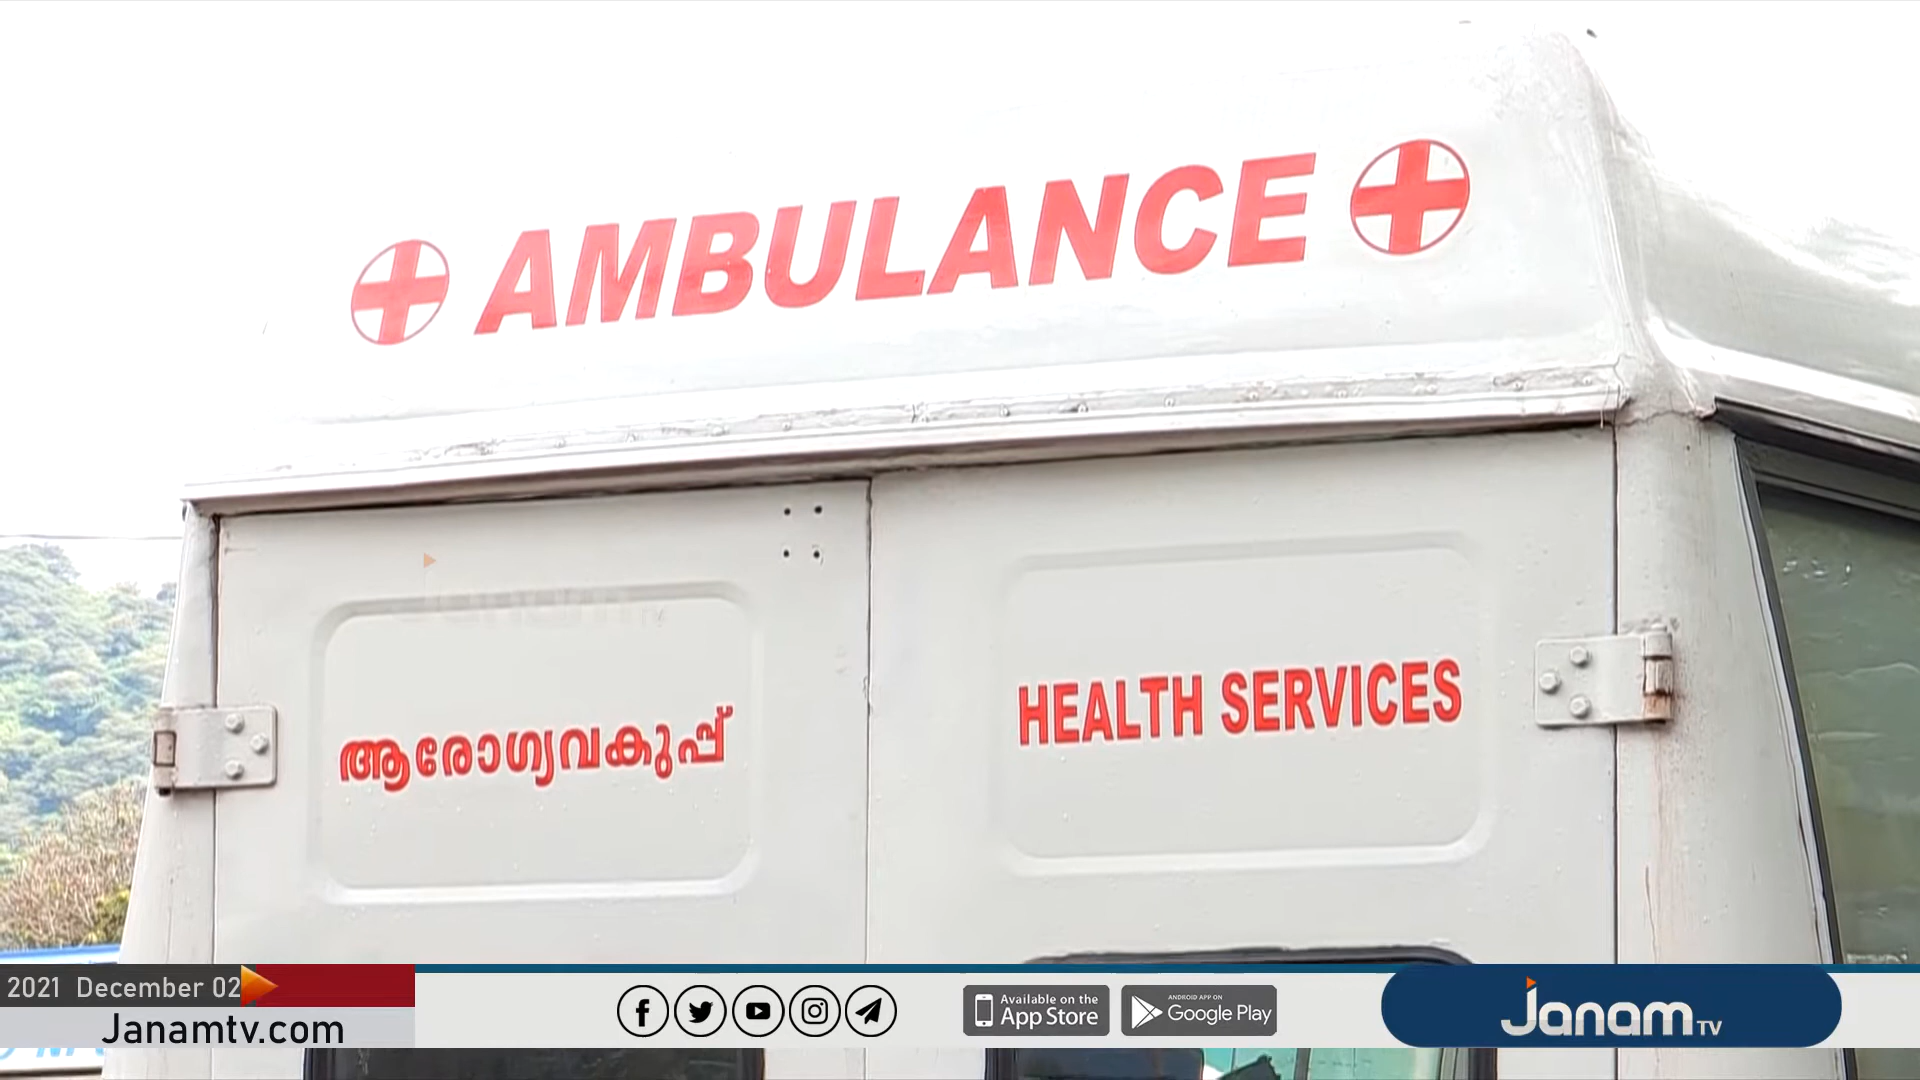 AMBULANCE
ആരോഗ്യവകുപ്പ്
HEALTH SERVICES
2021 December 02
Janamtv.com
Available on the
App Store
ANDROID APP ON
Google Play
Janam TV